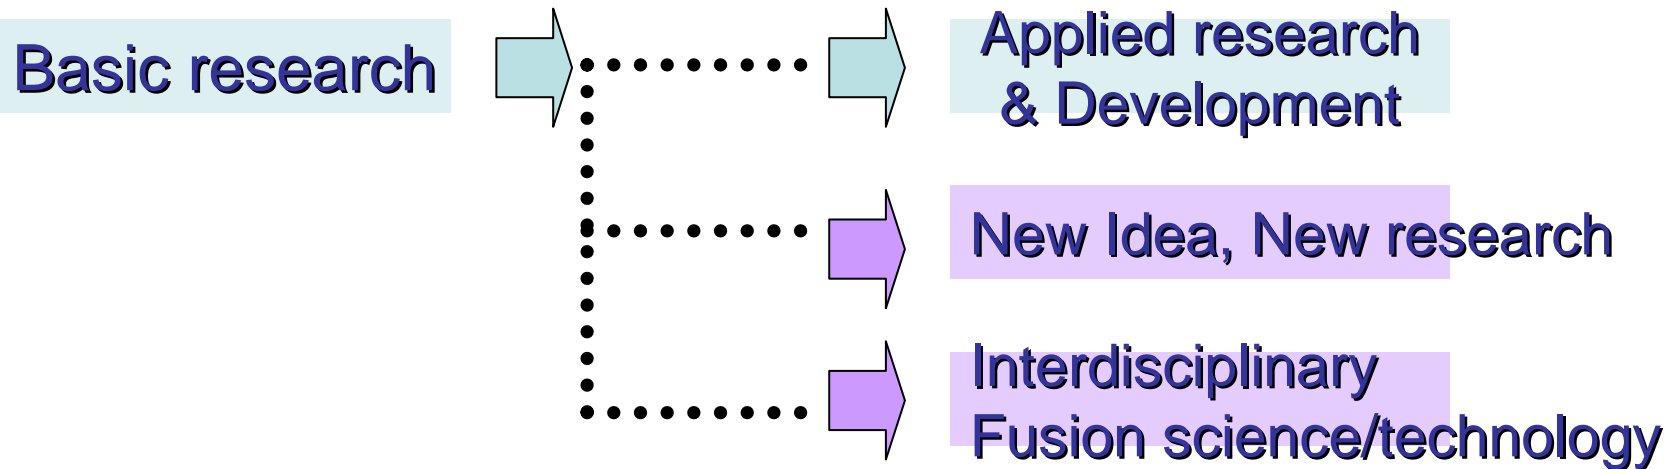 Basic research
Applied research
& Development
New Idea, New research
Interdisciplinary
Fusion science/technology